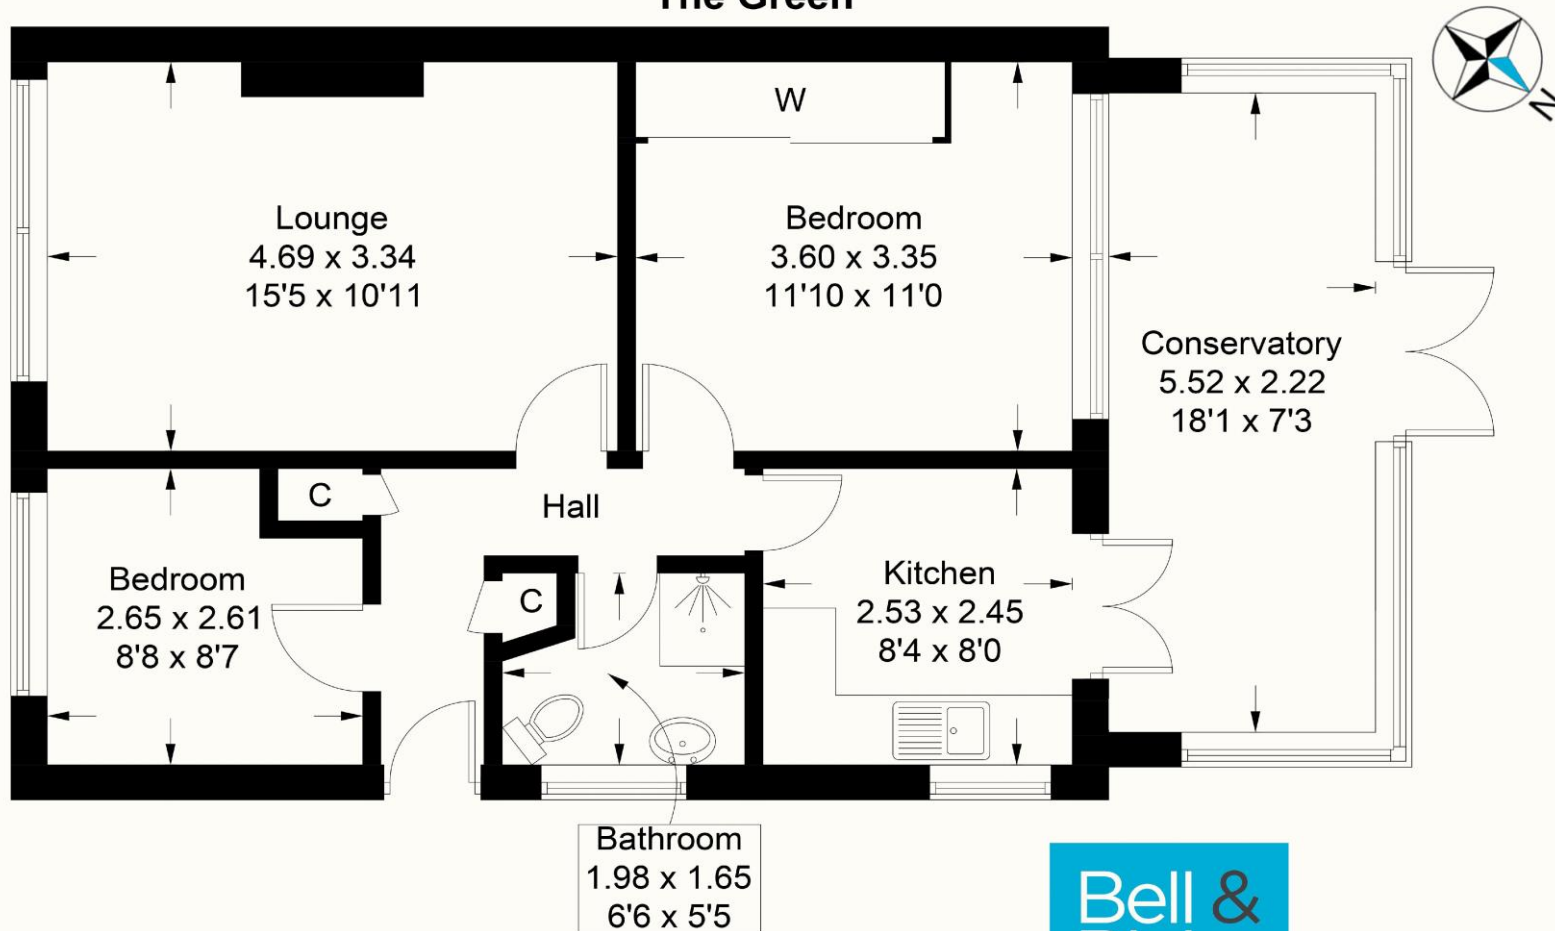 The Green
N
W
Lounge
4.69 x 3.34
15'5 x 10'11
Bedroom
3.60 x 3.35
11'10 x 11'0
Conservatory
5.52 x 2.22
18'1 x 7'3
C
Hall
Bedroom
2.65 x 2.61
8'8 x 8'7
C
Kitchen
2.53 x 2.45
8'4 x 8'0
Bathroom
1.98 x 1.65
6'6 x 5'5
Bell &